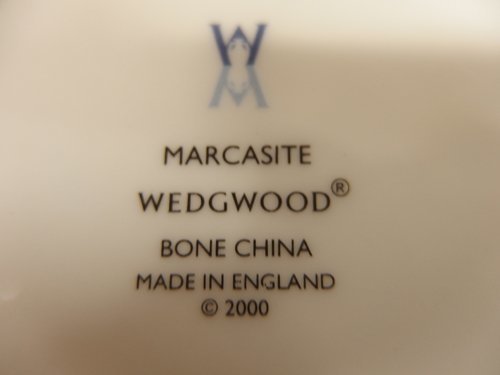 W
MARCASITE
WEDGWOOD®
BONE CHINA
MADE IN ENGLAND
© 2000